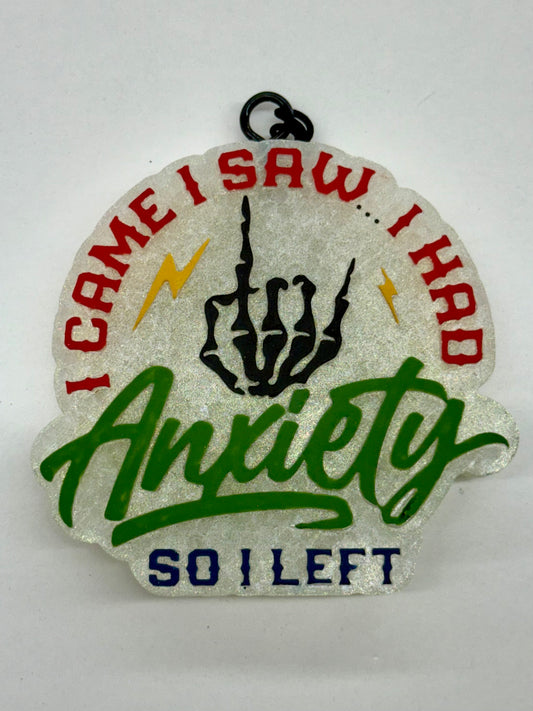 I CAME I SAW... I HAD
Anxiety
SO I LEFT